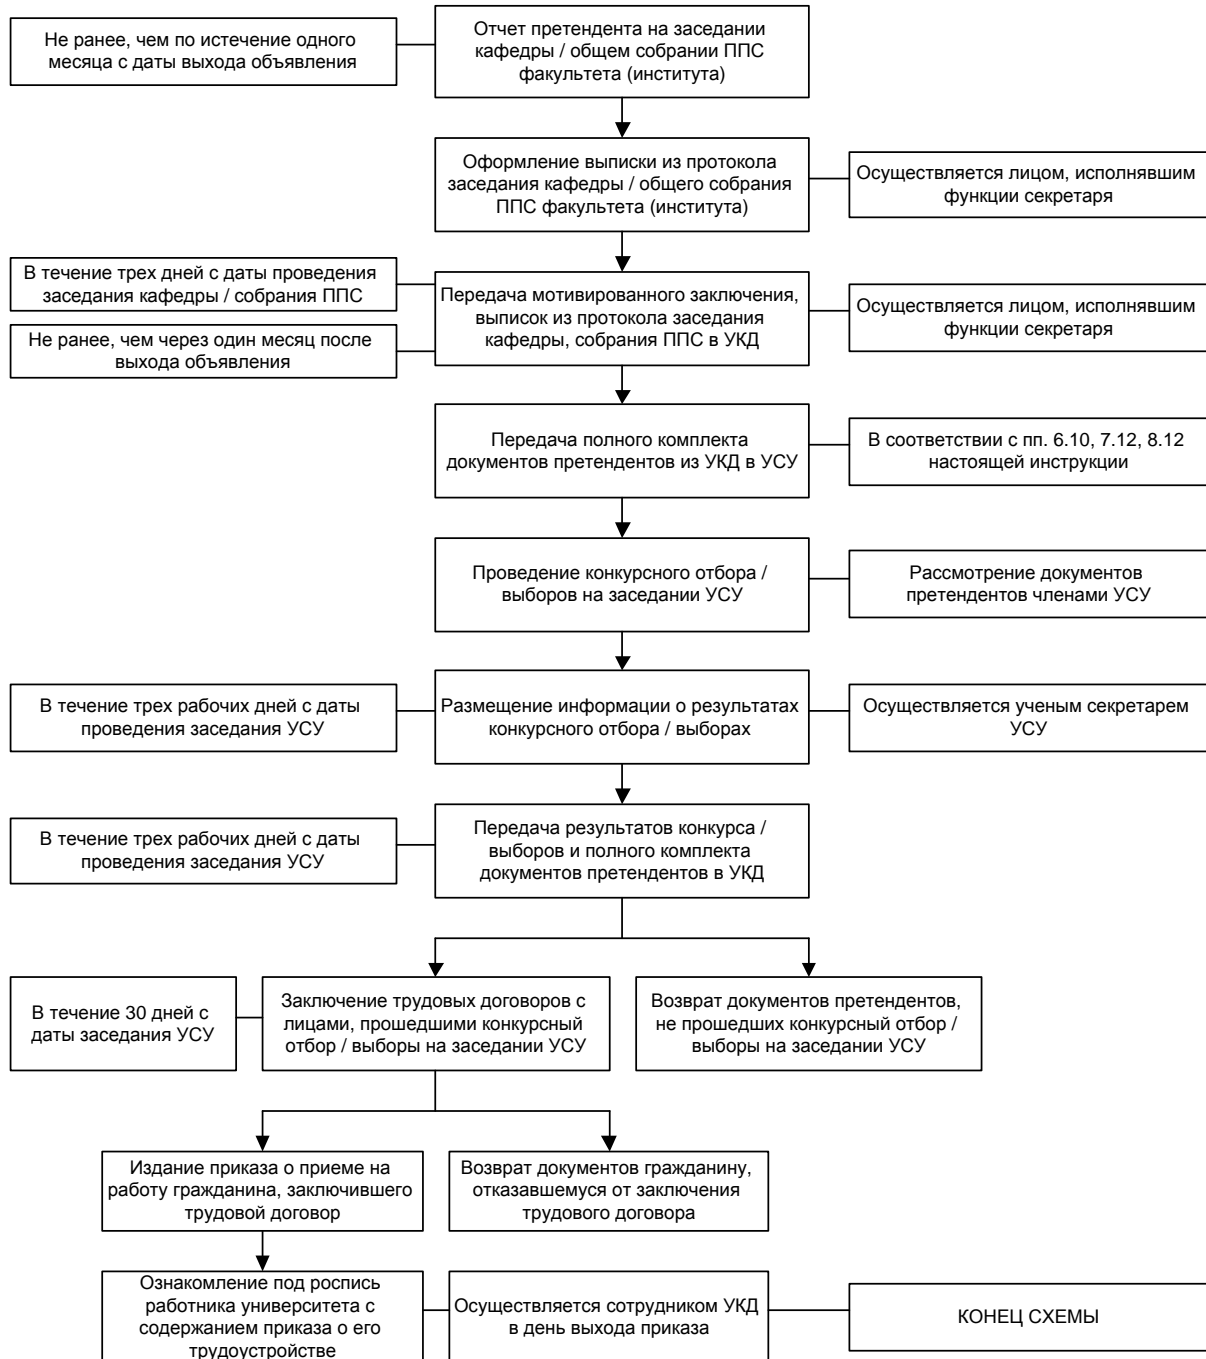 Не ранее, чем по истечение одного
месяца с даты выхода объявления
Отчет претендента на заседании
кафедры / общем собрании ППС
факультета (института)
Оформление выписки из протокола
заседания кафедры / общего собрания
ППС факультета (института)
Осуществляется лицом, исполнявшим
функции секретаря
В течение трех дней с даты проведения
заседания кафедры / собрания ППС
Не ранее, чем через один месяц после
выхода объявления
Передача мотивированного заключения,
выписок из протокола заседания
кафедры, собрания ППС в УКД
Осуществляется лицом, исполнявшим
функции секретаря
Передача полного комплекта
документов претендентов из УКД в УСУ
В соответствии с пп. 6.10, 7.12, 8.12
настоящей инструкции
Проведение конкурсного отбора /
выборов на заседании УСУ
Рассмотрение документов
претендентов членами УСУ
В течение трех рабочих дней с даты
проведения заседания УСУ
Размещение информации о результатах
конкурсного отбора / выборах
Осуществляется ученым секретарем
УСУ
В течение трех рабочих дней с даты
проведения заседания УСУ
Передача результатов конкурса /
выборов и полного комплекта
документов претендентов в УКД
В течение 30 дней с
даты заседания УСУ
Заключение трудовых договоров с
лицами, прошедшими конкурсный
отбор / выборы на заседании УСУ
Возврат документов претендентов,
не прошедших конкурсный отбор /
выборы на заседании УСУ
Издание приказа о приеме на
работу гражданина, заключившего
трудовой договор
Возврат документов гражданину,
отказавшемуся от заключения
трудового договора
Ознакомление под роспись
работника университета с
содержанием приказа о его
трудоустройстве
Осуществляется сотрудником УКД
в день выхода приказа
КОНЕЦ СХЕМЫ